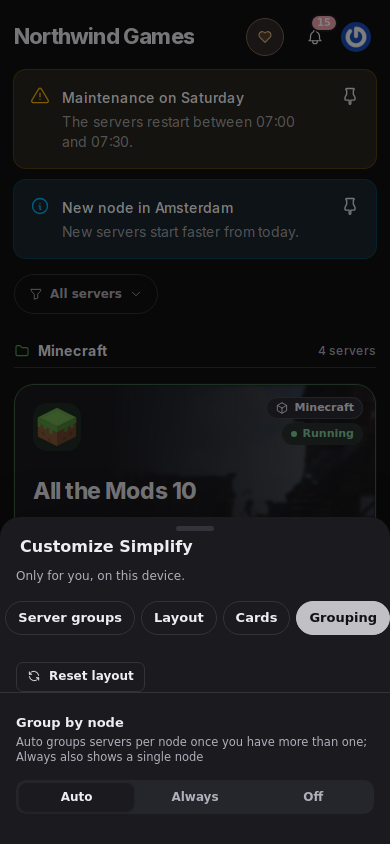 Northwind Games
15
Maintenance on Saturday
The servers restart between 07:00
and 07:30.
New node in Amsterdam
New servers start faster from today.
All servers
Minecraft
4 servers
Minecraft
Running
All the Mods 10
Customize Simplify
Only for you, on this device.
Server groups
Layout
Cards
Grouping
Reset layout
Group by node
Auto groups servers per node once you have more than one;
Always also shows a single node
Auto
Always
Off